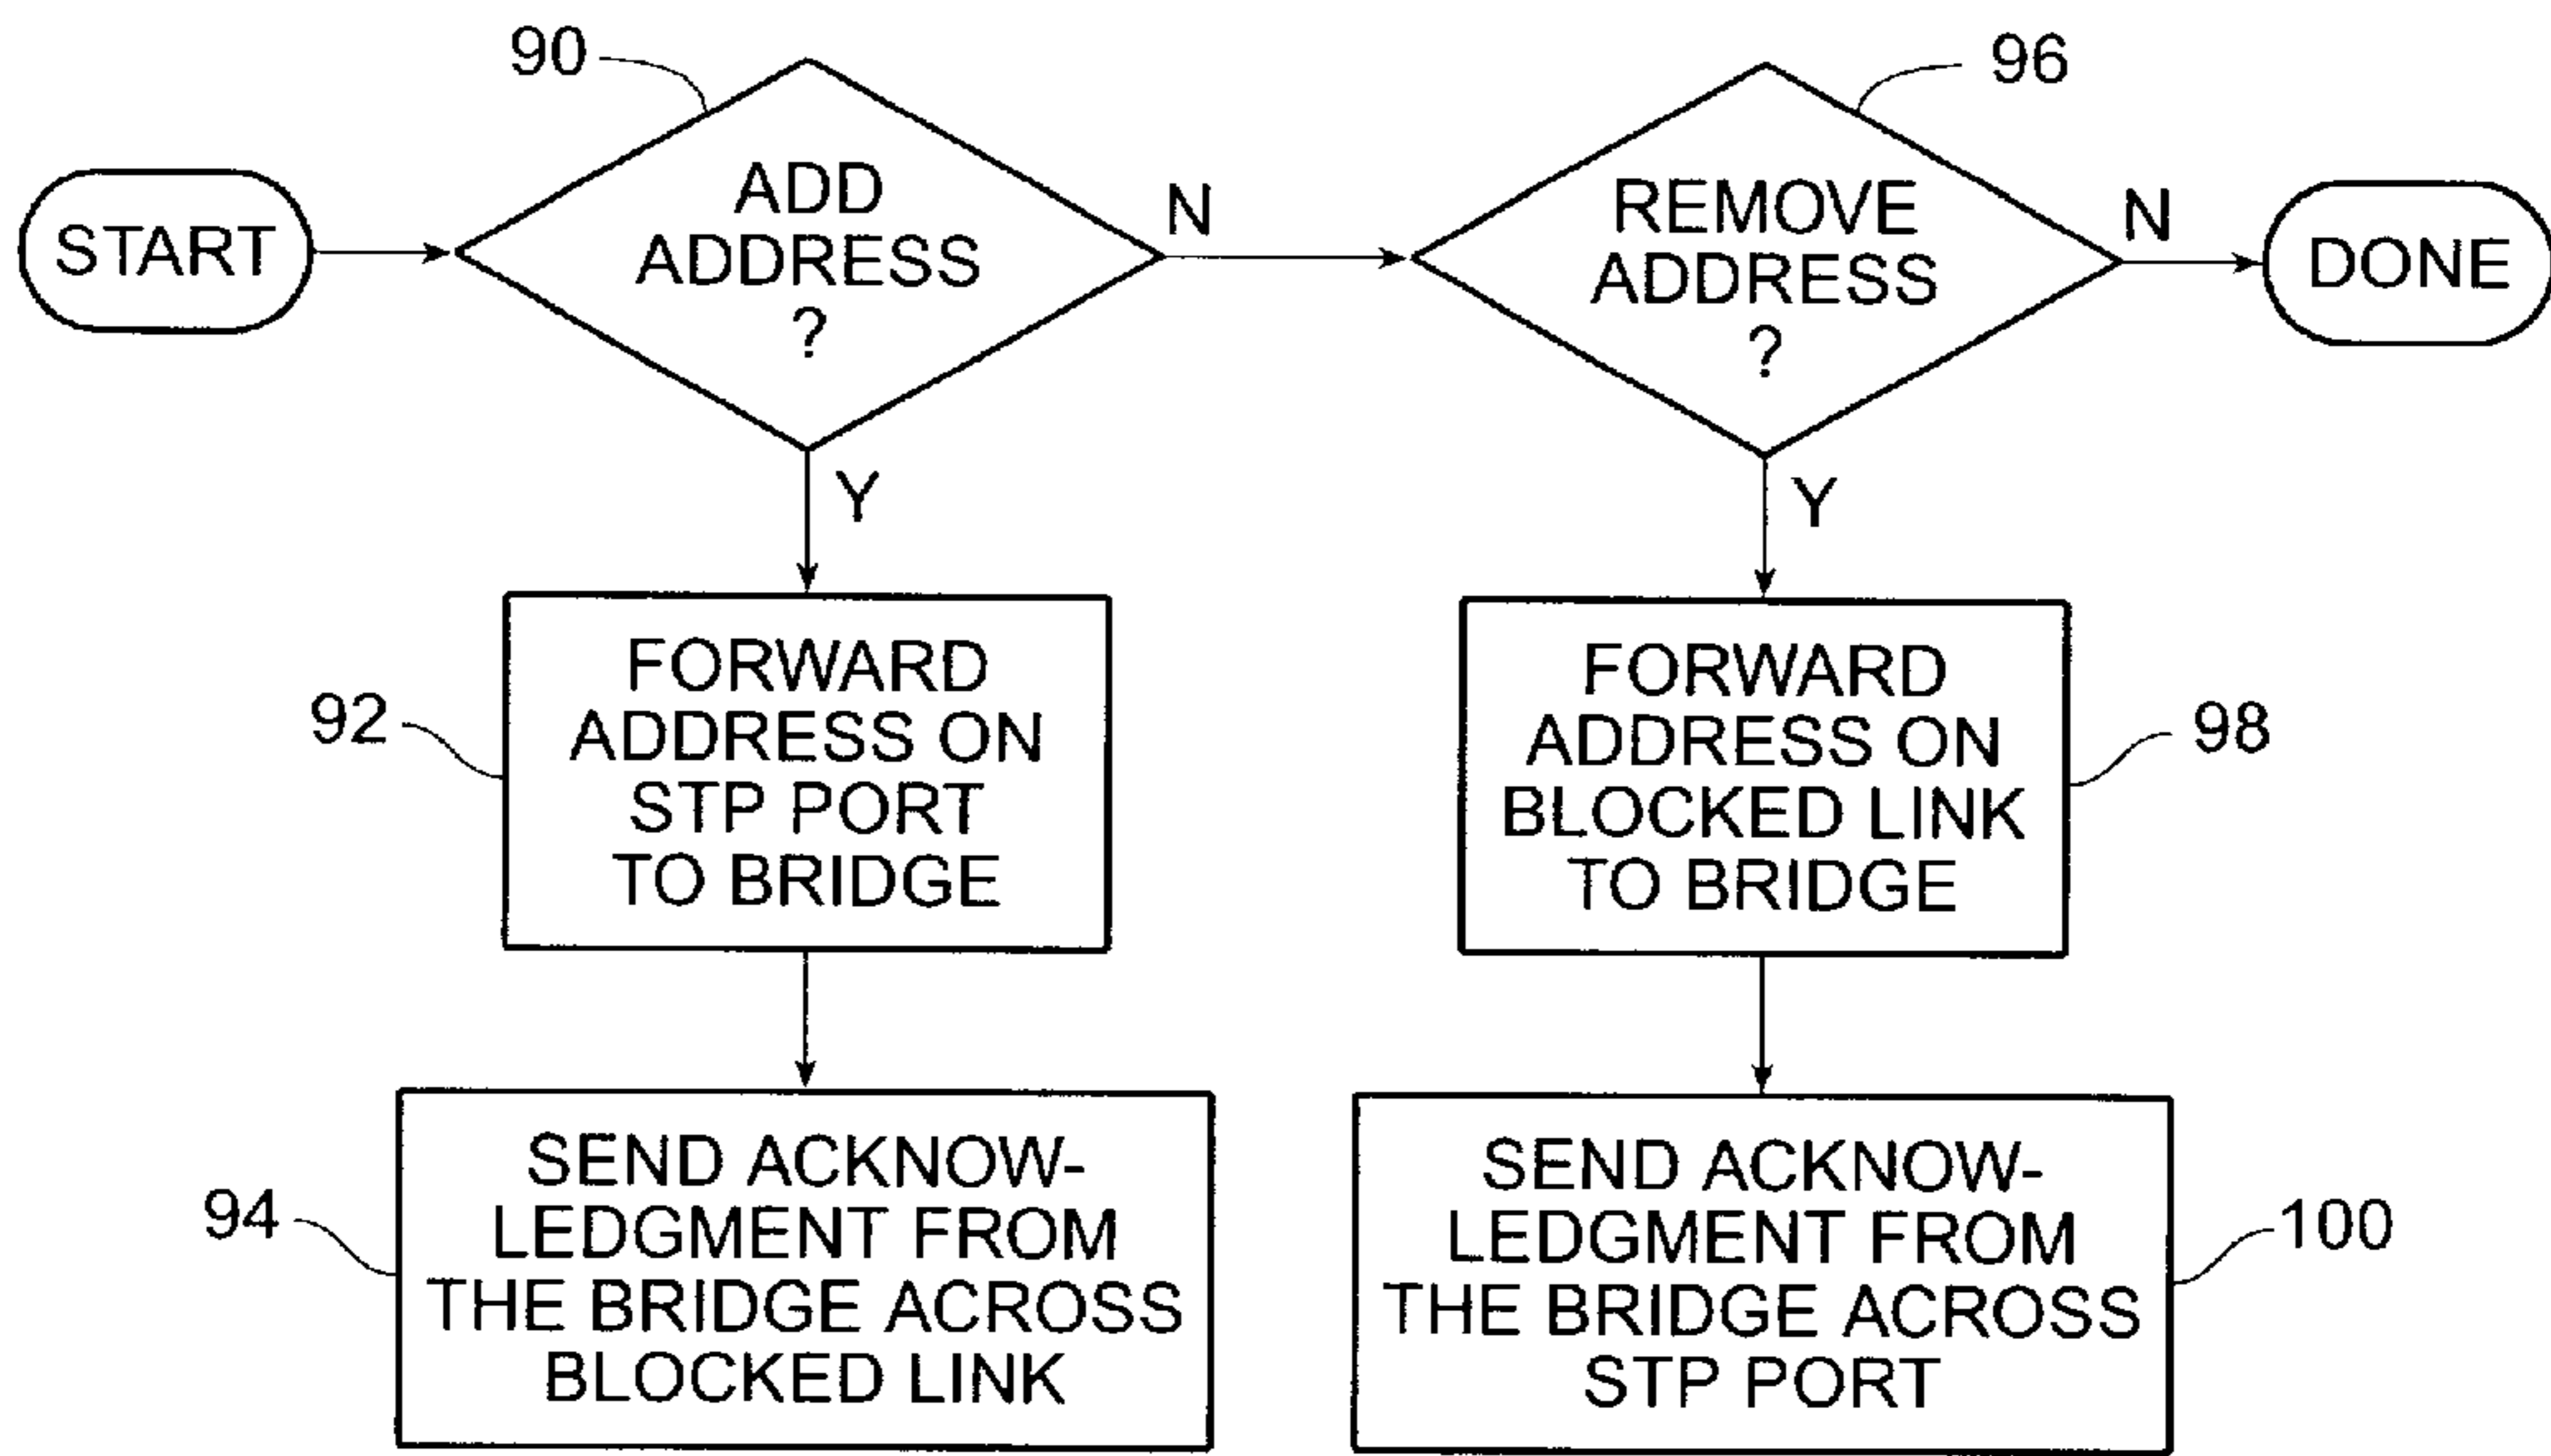 90
96
START
ADD
ADDRESS
?
N
REMOVE
ADDRESS
?
N
DONE
Y
Y
92
FORWARD
ADDRESS ON
STP PORT
TO BRIDGE
FORWARD
ADDRESS ON
BLOCKED LINK
TO BRIDGE
98
94
SEND ACKNOW-
LEDGMENT FROM
THE BRIDGE ACROSS
BLOCKED LINK
SEND ACKNOW-
LEDGMENT FROM
THE BRIDGE ACROSS
STP PORT
100